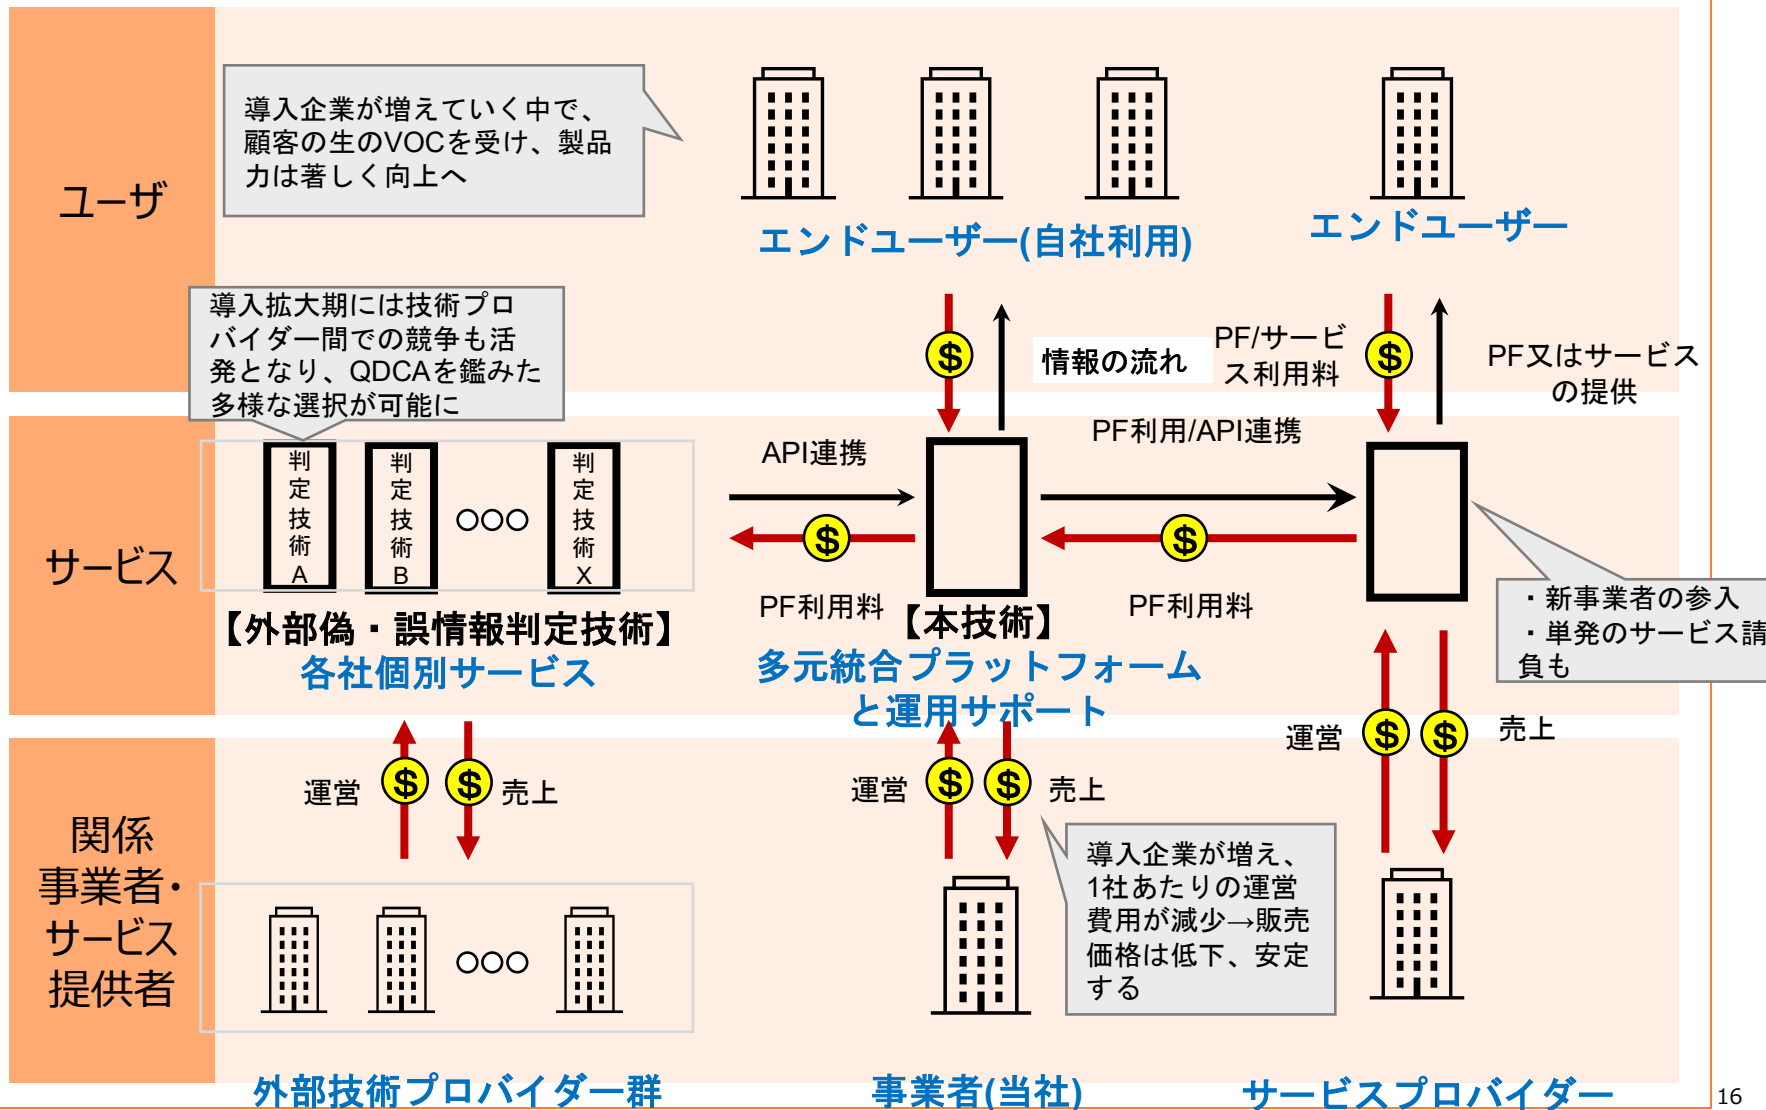 ユーザ
導入企業が増えていく中で、
顧客の生のVOCを受け、製品
力は著しく向上へ
エンドユーザー(自社利用)
エンドユーザー
導入拡大期には技術プロ
バイダー間での競争も活
発となり、QDCAを鑑みた
多様な選択が可能に
$
情報の流れ
PF/サービ
ス利用料
$
PF又はサービス
の提供
サービス
判定技術A
判定技術B
○○○
判定技術X
API連携
$
PF利用料
PF利用/API連携
$
PF利用料
・新事業者の参入
・単発のサービス請
負も
【外部偽・誤情報判定技術】
各社個別サービス
【本技術】
多元統合プラットフォーム
と運用サポート
関係
事業者・
サービス
提供者
運営
$
$
売上
運営
$
$
売上
運営
$
$
売上
導入企業が増え、
1社あたりの運営
費用が減少→販売
価格は低下、安定
する
○○○
外部技術プロバイダー群
事業者(当社)
サービスプロバイダー
16